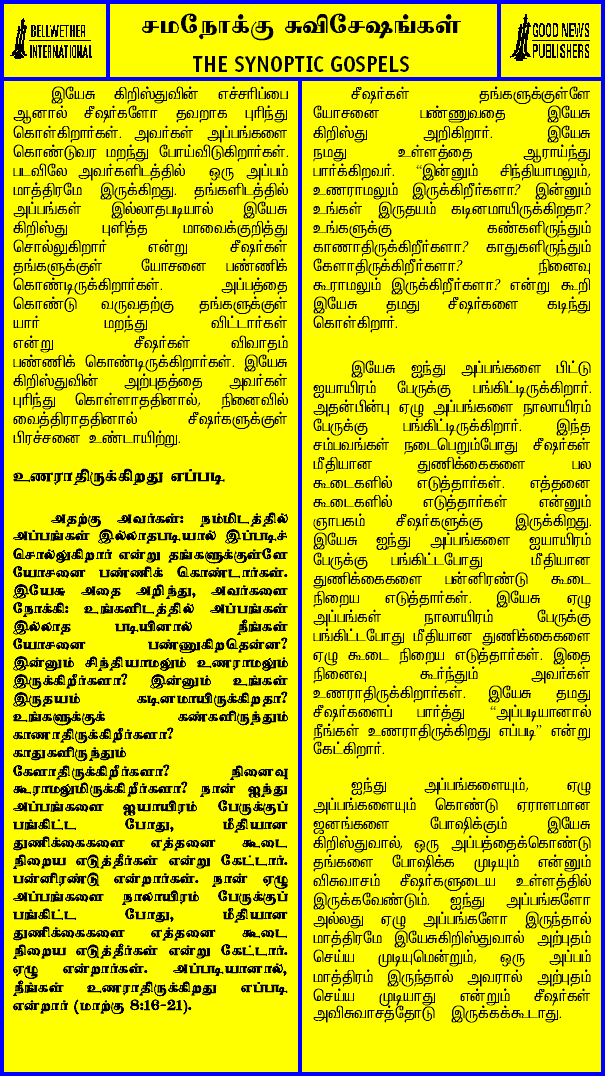 BELLWETHER
INTERNATIONAL
சமநோக்கு சுவிசேஷங்கள்
THE SYNOPTIC GOSPELS
GOOD NEWS
PUBLISHERS
இயேசு கிறிஸ்துவின் எச்சரிப்பை
ஆனால் சீஷர்களோ தவறாக புரிந்து
கொள்கிறார்கள். அவர்கள் அப்பங்களை
கொண்டுவர மறந்து போய்விடுகிறார்கள்.
படவிலே அவர்களிடத்தில் ஒரு அப்பம்
மாத்திரமே இருக்கிறது. தங்களிடத்தில்
அப்பங்கள் இல்லாதபடியால் இயேசு
கிறிஸ்து புளித்த மாவைக்குறித்து
சொல்லுகிறார் என்று சீஷர்கள்
தங்களுக்குள் யோசனை பண்ணிக்
கொண்டிருக்கிறார்கள். அப்பத்தை
கொண்டு வருவதற்கு தங்களுக்குள்
யார் மறந்து விட்டார்கள்
என்று சீஷர்கள் விவாதம்
பண்ணிக் கொண்டிருக்கிறார்கள். இயேசு
கிறிஸ்துவின் அற்புதத்தை அவர்கள்
புரிந்து கொள்ளாததினால், நினைவில்
வைத்திராததினால் சீஷர்களுக்குள்
பிரச்சனை உண்டாயிற்று.
உணராதிருக்கிறது எப்படி.
அதற்கு அவர்கள்: நம்மிடத்தில்
அப்பங்கள் இல்லாதபடியால் இப்படிச்
சொல்லுகிறார் என்று தங்களுக்குள்ளே
யோசனை பண்ணிக் கொண்டார்கள்.
இயேசு அதை அறிந்து, அவர்களை
நோக்கி: உங்களிடத்தில் அப்பங்கள்
இல்லாத படியினால் நீங்கள்
யோசனை பண்ணுகிறதென்ன?
இன்னும் சிந்தியாமலும் உணராமலும்
இருக்கிறீர்களா? இன்னும் உங்கள்
இருதயம் கடினமாயிருக்கிறதா?
உங்களுக்குக் கண்களிருந்தும்
காணாதிருக்கிறீர்களா?
காதுகளிருந்தும்
கேளாதிருக்கிறீர்களா? நினைவு
கூராமலுமிருக்கிறீர்களா? நான் ஐந்து
அப்பங்களை ஐயாயிரம் பேருக்குப்
பங்கிட்ட போது, மீதியான
துணிக்கைகளை எத்தனை கூடை
நிறைய எடுத்தீர்கள் என்று கேட்டார்.
பன்னிரண்டு என்றார்கள். நான் ஏழு
அப்பங்களை நாலாயிரம் பேருக்குப்
பங்கிட்ட போது, மீதியான
துணிக்கைகளை எத்தனை கூடை
நிறைய எடுத்தீர்கள் என்று கேட்டார்.
ஏழு என்றார்கள். அப்படியானால்,
நீங்கள் உணராதிருக்கிறது எப்படி
என்றார் (மாற்கு 8:16-21).
சீஷர்கள் தங்களுக்குள்ளே
யோசனை பண்ணுவதை இயேசு
கிறிஸ்து அறிகிறார். இயேசு
நமது உள்ளத்தை ஆராய்ந்து
பார்க்கிறவர். “இன்னும் சிந்தியாமலும்,
உணராமலும் இருக்கிறீர்களா? இன்னும்
உங்கள் இருதயம் கடினமாயிருக்கிறதா?
உங்களுக்கு கண்களிருந்தும்
காணாதிருக்கிறீர்களா? காதுகளிருந்தும்
கேளாதிருக்கிறீர்களா? நினைவு
கூராமலும் இருக்கிறீர்களா? என்று கூறி
இயேசு தமது சீஷர்களை கடிந்து
கொள்கிறார்.
இயேசு ஐந்து அப்பங்களை பிட்டு
ஐயாயிரம் பேருக்கு பங்கிட்டிருக்கிறார்.
அதன்பின்பு ஏழு அப்பங்களை நாலாயிரம்
பேருக்கு பங்கிட்டிருக்கிறார். இந்த
சம்பவங்கள் நடைபெறும்போது சீஷர்கள்
மீதியான துணிக்கைகளை பல
கூடைகளில் எடுத்தார்கள். எத்தனை
கூடைகளில் எடுத்தார்கள் என்னும்
ஞாபகம் சீஷர்களுக்கு இருக்கிறது.
இயேசு ஐந்து அப்பங்களை ஐயாயிரம்
பேருக்கு பங்கிட்டபோது மீதியான
துணிக்கைகளை பன்னிரண்டு கூடை
நிறைய எடுத்தார்கள். இயேசு ஏழு
அப்பங்கள் நாலாயிரம் பேருக்கு
பங்கிட்டபோது மீதியான துணிக்கைகளை
ஏழு கூடை நிறைய எடுத்தார்கள். இதை
நினைவு கூர்ந்தும் அவர்கள்
உணராதிருக்கிறார்கள். இயேசு தமது
சீஷர்களைப் பார்த்து “அப்படியானால்
நீங்கள் உணராதிருக்கிறது எப்படி” என்று
கேட்கிறார்.
ஐந்து அப்பங்களையும், ஏழு
அப்பங்களையும் கொண்டு ஏராளமான
ஜனங்களை போஷிக்கும் இயேசு
கிறிஸ்துவால், ஒரு அப்பத்தைக்கொண்டு
தங்களை போஷிக்க முடியும் என்னும்
விசுவாசம் சீஷர்களுடைய உள்ளத்தில்
இருக்கவேண்டும். ஐந்து அப்பங்களோ
அல்லது ஏழு அப்பங்களோ இருந்தால்
மாத்திரமே இயேசுகிறிஸ்துவால் அற்புதம்
செய்ய முடியுமென்றும், ஒரு அப்பம்
மாத்திரம் இருந்தால் அவரால் அற்புதம்
செய்ய முடியாது என்றும் சீஷர்கள்
அவிசுவாசத்தோடு இருக்கக்கூடாது.